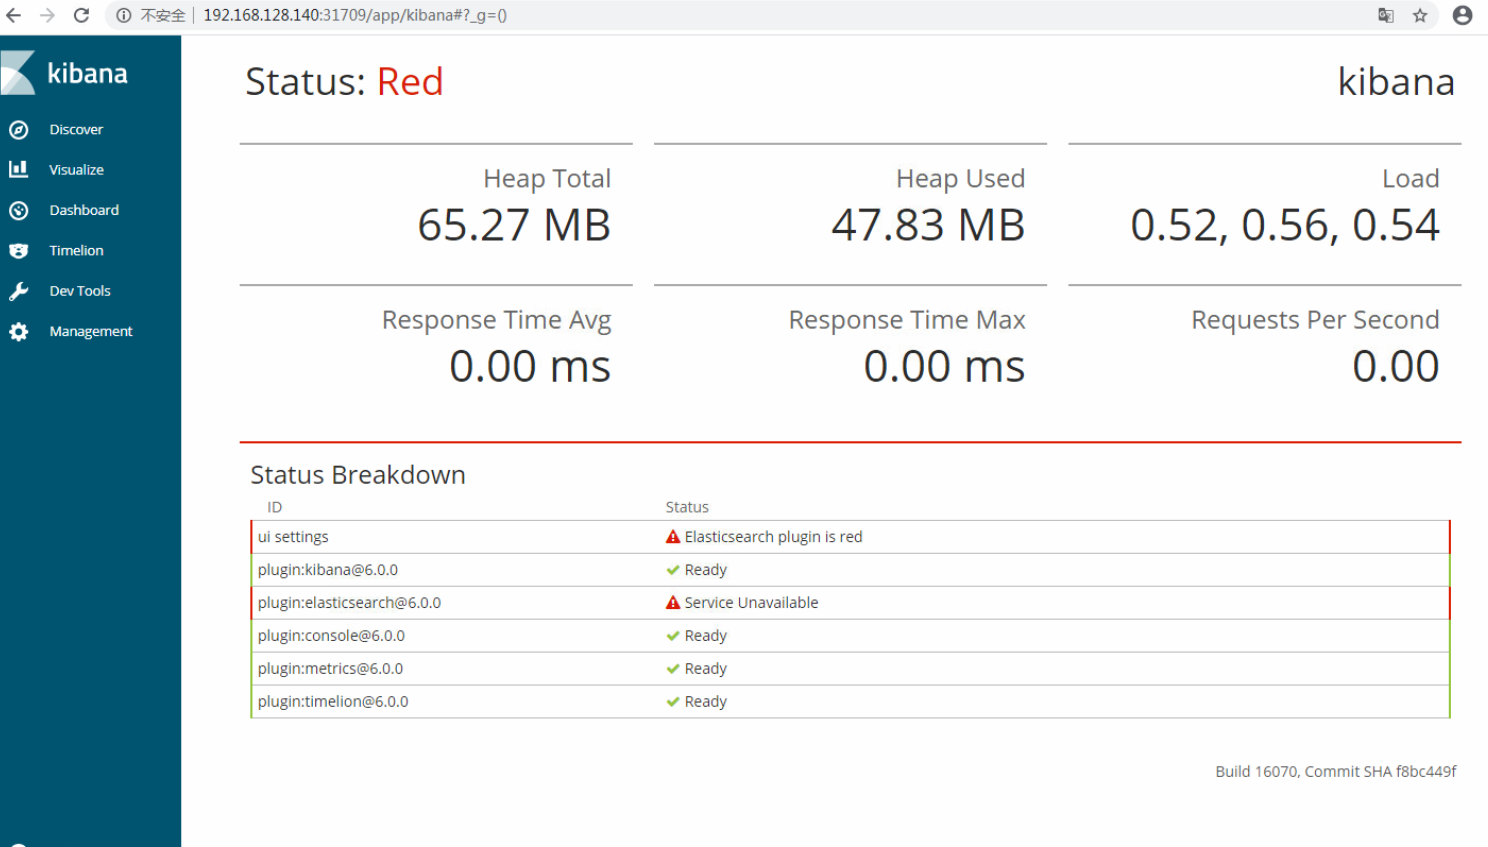 不安全 192.168.128.140:31709/app/kibana#?_g=()
kibana
Discover
Visualize
Dashboard
Timelion
Dev Tools
Management
Status: Red
kibana
Heap Total
65.27 MB
Heap Used
47.83 MB
Load
0.52, 0.56, 0.54
Response Time Avg
0.00 ms
Response Time Max
0.00 ms
Requests Per Second
0.00
Status Breakdown
ID Status
ui settings Elasticsearch plugin is red
plugin:kibana@6.0.0 Ready
plugin:elasticsearch@6.0.0 Service Unavailable
plugin:console@6.0.0 Ready
plugin:metrics@6.0.0 Ready
plugin:timelion@6.0.0 Ready
Build 16070, Commit SHA f8bc449f